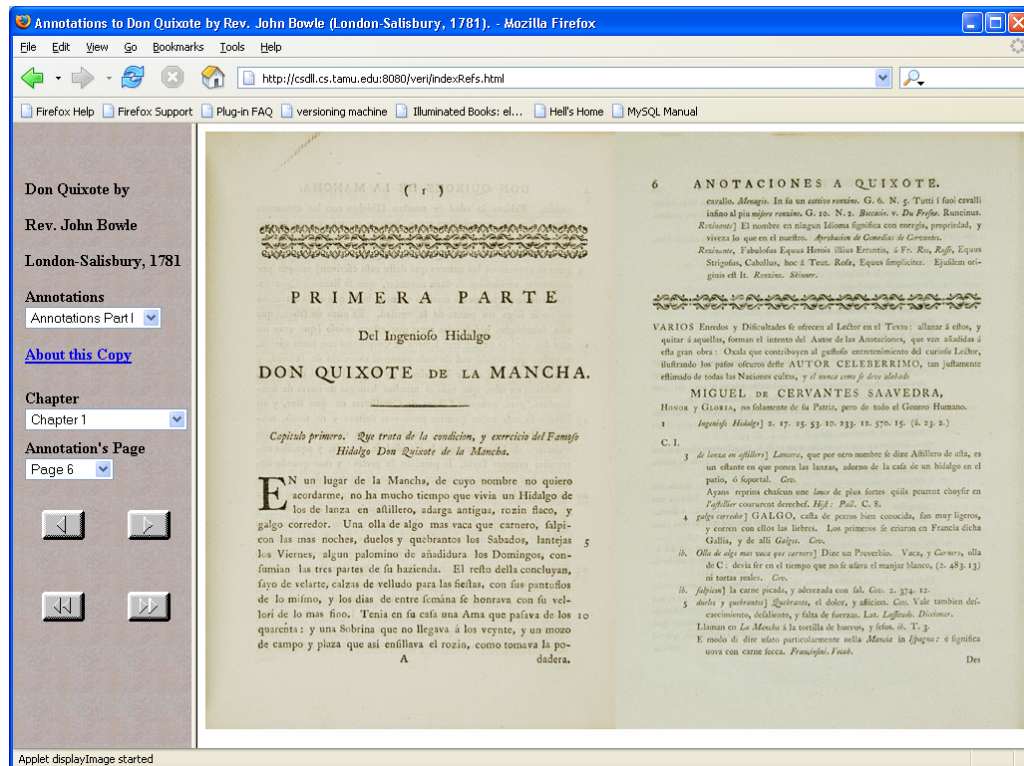 Annotations to Don Quixote by Rev. John Bowle (London-Salisbury, 1781). - Mozilla Firefox
File Edit View Go Bookmarks Tools Help
http://csdll.cs.tamu.edu:8080/veri/indexRefs.html
Firefox Help Firefox Support Plug-in FAQ versioning machine Illuminated Books: el... Hell's Home MySQL Manual
Don Quixote by
Rev. John Bowle
London-Salisbury, 1781
Annotations
Annotations Part I
About this Copy
Chapter
Chapter 1
Annotation's Page
Page 6
( 1 )
PRIMERA PARTE
Del Ingenioſo Hidalgo
DON QUIXOTE DE LA MANCHA.
Capitulo primero. Que trata de la condicion, y exercicio del Famoſo
Hidalgo Don Quixote de la Mancha.
EN un lugar de la Mancha, de cuyo nombre no quiero
acordarme, no ha mucho tiempo que vivia un Hidalgo de
los de lanza en aſtillero, adarga antigua, rozin flaco, y
galgo corredor. Una olla de algo mas vaca que carnero, ſalpi-
con las mas noches, duelos y quebrantos los Sabados, lantejas 5
los Viernes, algun palomino de añadidura los Domingos, con-
ſumian las tres partes de ſu hazienda. El reſto della concluyan,
ſayo de velarte, calzas de velludo para las fieſtas, con ſus pantuflos
de lo miſmo, y los dias de entre ſemána ſe honrava con ſu vel-
lori de lo mas fino. Tenia en ſu caſa una Ama que paſava de los 10
quarenta: y una Sobrina que no llegava á los veynte, y un mozo
de campo y plaza que aſi enſillava el rozin, como tomava la po-
A dadera.
6 ANOTACIONES A QUIXOTE.
cavallo. Menagio. In ſu un cattivo ronzino. G. 6. N. 5. Tutti ſ ſuoi cavalli
infino al piu miſero ronzino. G. 10. N. 2. Boccacio. v. Du Freſne. Runcinus.
Rozinante] El nombre en ningun Idioma ſignifica con energia, propriedad, y
viveza lo que en el nueſtro. Aprobacion de Comedias de Cervantes.
Rozinante, Fabuloſus Equus Herois illius Errantis, á Fr. Roſ, Roſſe, Equus
Strigoſus, Caballus, hoc á Teut. Roſs, Equus ſimpliciter. Ejuſdem ori-
ginis eſt It. Ronzino. Skinner.
VARIOS Enredos y Dificultades ſe ofrecen al Lector en el Texto: allanar á eſtos, y
quitar á aquellas, forman el intento del Autor de las Anotaciones, que van añadidas á
eſta gran obra: Oxala que contribuyen al guſtoſo entretenimiento del curioſo Lector,
iluſtrando los paſos oſcuros deſte AUTOR CELEBERRIMO, tan juſtamente
eſtimado de todas las Naciones cultas, y el nunca como ſe deve alabado
MIGUEL DE CERVANTES SAAVEDRA,
HONOR y GLORIA, no ſolamente de ſu Patria, pero de todo el Genero Humano.
1 Ingenioſo Hidalgo] 2. 17. 25. 53. 10. 233. 12. 570. 15. (á. 23. 2.)
C. I.
3 de lanza en aſtillero] Lancera, que por otro nombre ſe dize Aſtillero de aſta, es
un eſtante en que ponen las lanzas, adorno de la caſa de un hidalgo en el
patio, ó ſoportal. Cov.
Ayans reprins chaſcun une lance de plus fortes quils peurent choyſir en
l'aſtellier coururent derecheſ. Hiſt: Pal. C. 8.
4 galgo corredor] GALGO, caſta de perros bien conocida, ſon muy ligeros,
y corren con ellos las liebres. Los primeros ſe criaron en Francia dicha
Gallia, y de alli Galgos. Cov.
ib. Olla de algo mas vaca que carnero] Dize un Proverbio. Vaca, y Carnero, olla
de C: devia ſer en el tiempo que no ſe uſava el manjar blanco, (2. 483. 13)
ni tortas reales. Cov.
ib. ſalpicon] la carne picada, y aderezada con ſal. Cov. 2. 374. 12.
5 duelos y quebrantos] Quebranto, el dolor, y aflicion. Cov. Vale tambien deſ-
caecimiento, deſaliento, y falta de fuerzas. Lat. Laſſitudo. Diccionar.
Llaman en La Mancha á la tortilla de huevos, y ſeſos. ib. T. 3.
E modo di dire uſato particolarmente nella Mancia in Iſpagna: é ſignifica
uova con carne ſecca. Francioſini. Vocab.
Des
Applet displayImage started